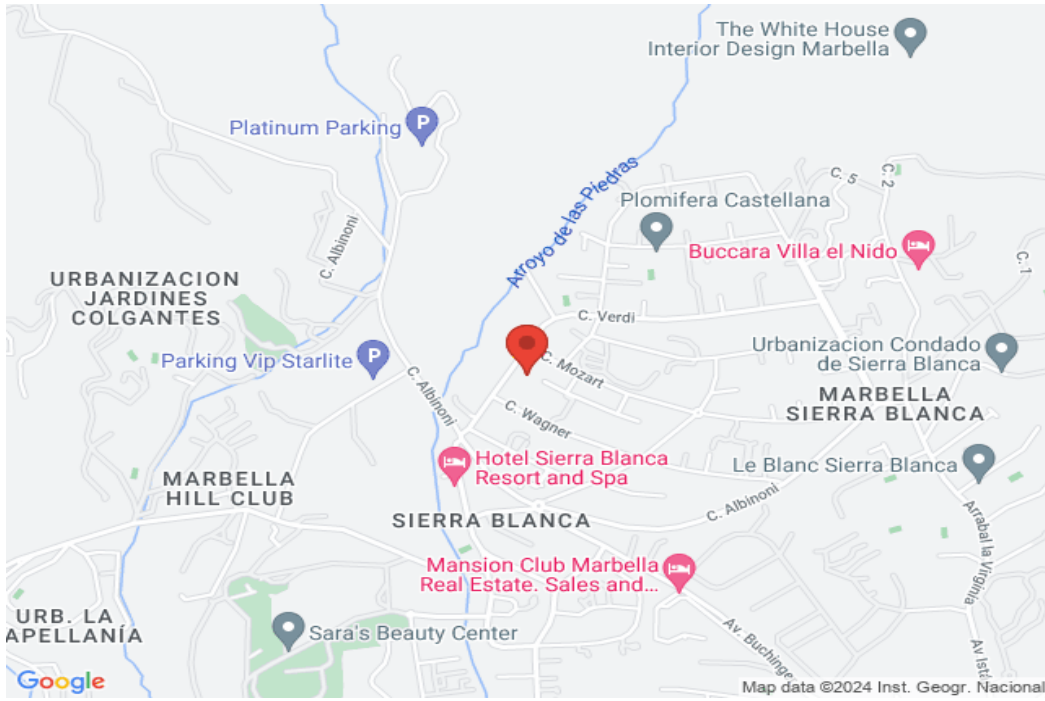 The White House
Interior Design Marbella
Platinum Parking
P
Arroyo de las Piedras
C. 5
C. 2
Plomifera Castellana
Buccara Villa el Nido
C. 1
C. Albinoni
URBANIZACION
JARDINES
COLGANTES
C. Verdi
Parking Vip Starlite
P
C. Mozart
Urbanizacion Condado
de Sierra Blanca
C. Albinoni
MARBELLA
SIERRA BLANCA
C. Wagner
Hotel Sierra Blanca
Resort and Spa
Le Blanc Sierra Blanca
MARBELLA
HILL CLUB
C. Albinoni
SIERRA BLANCA
Arrabal la Virginia
Mansion Club Marbella
Real Estate. Sales and...
URB. LA
APELLANÍA
Sara's Beauty Center
Av. Buchinge
Av Istá
Google
Map data ©2024 Inst. Geogr. Nacional